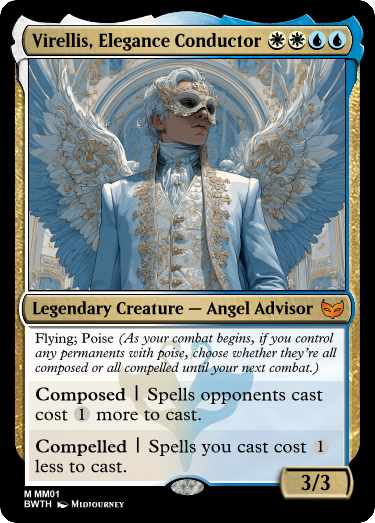 Virellis, Elegance Conductor
Legendary Creature — Angel Advisor
Flying; Poise (As your combat begins, if you control
any permanents with poise, choose whether they're all
composed or all compelled until your next combat.)
Composed | Spells opponents cast
cost 1 more to cast.
Compelled | Spells you cast cost 1
less to cast.
3/3
M MM01
BWTH Midjourney